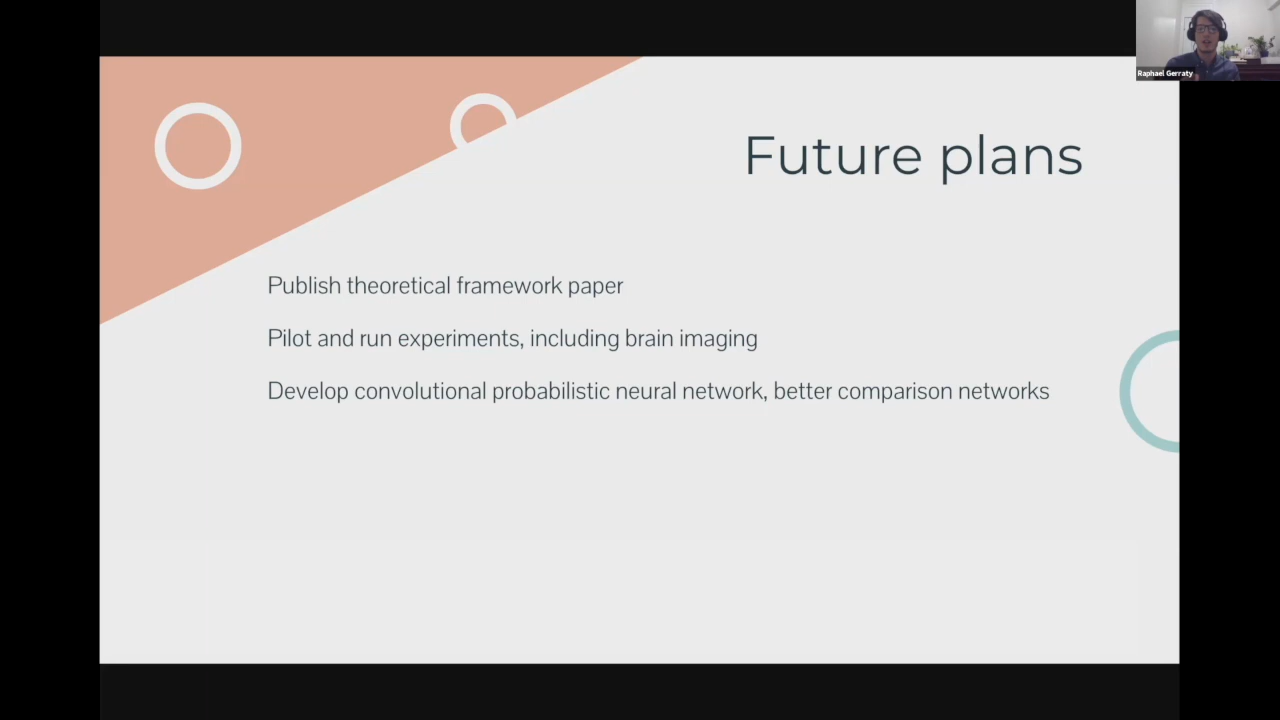 Raphael Gerraty
Future plans
Publish theoretical framework paper
Pilot and run experiments, including brain imaging
Develop convolutional probabilistic neural network, better comparison networks